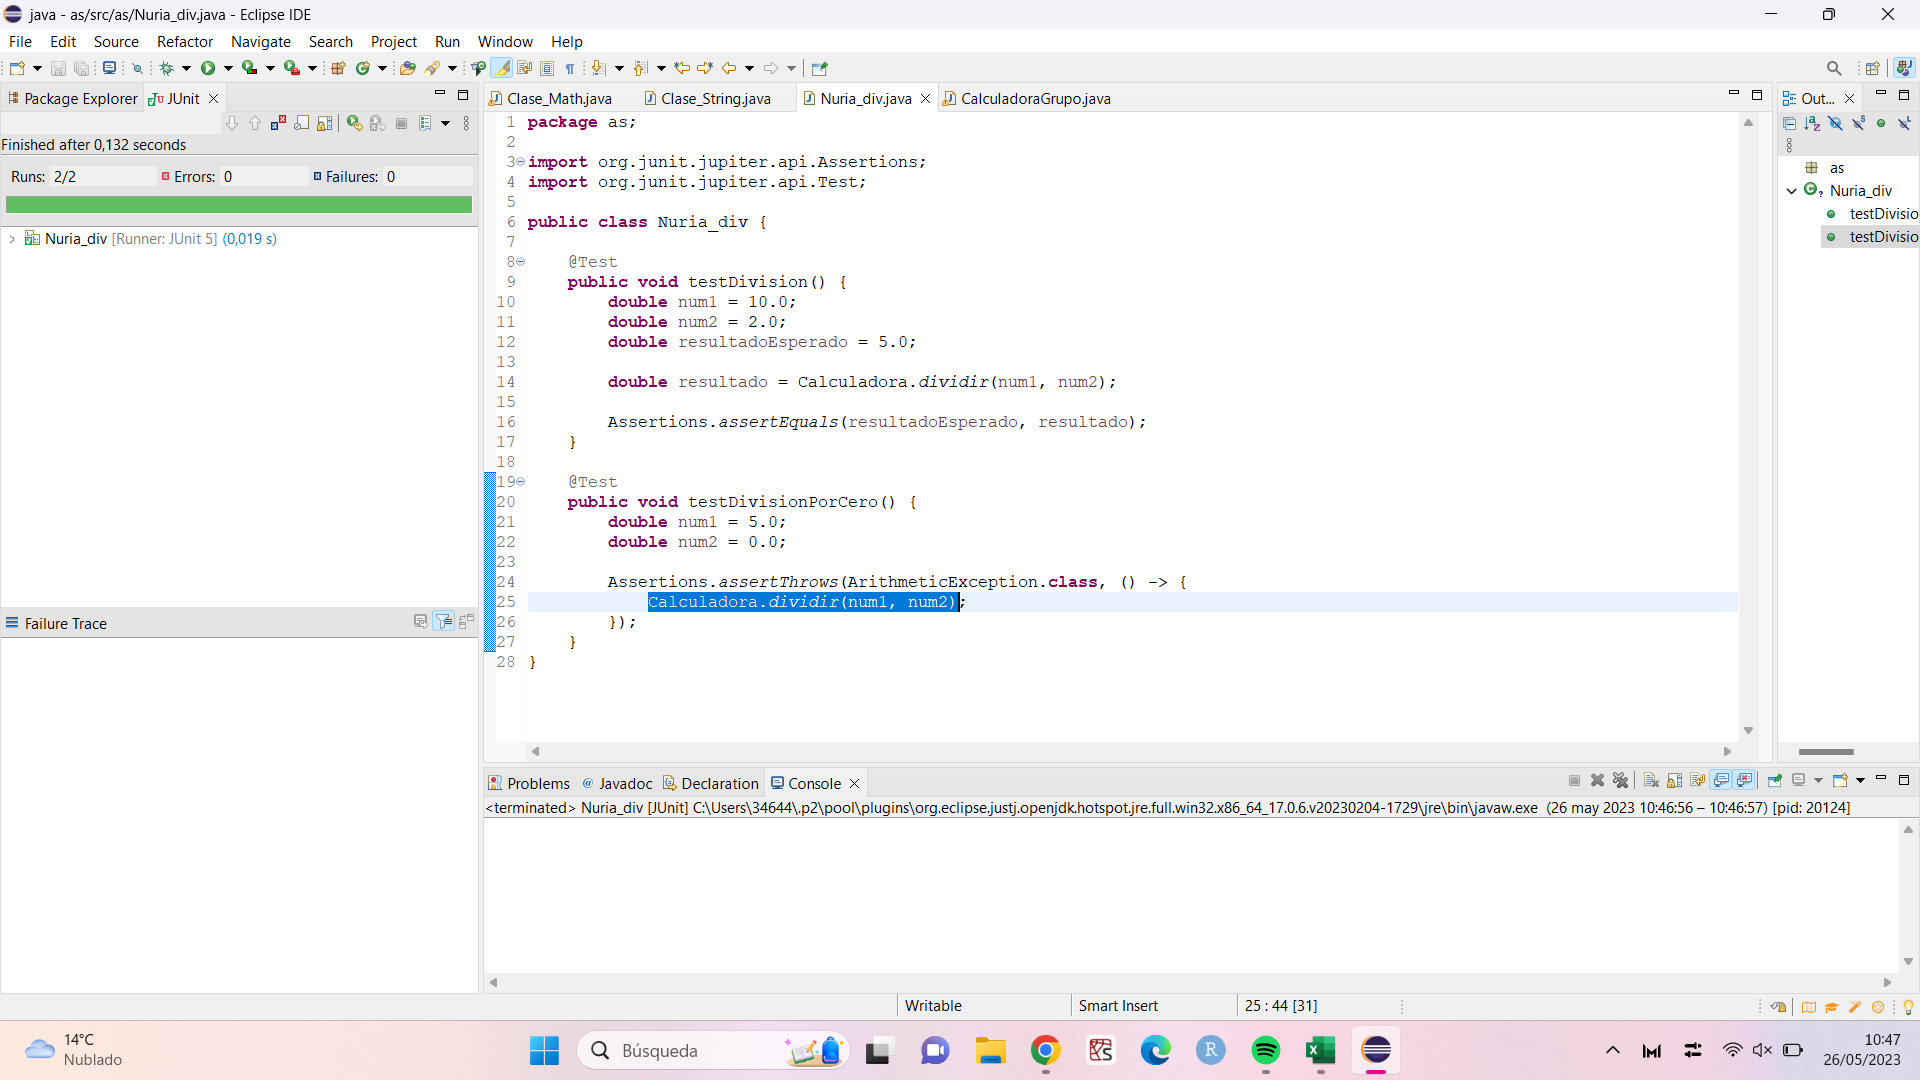 java - as/src/as/Nuria_div.java - Eclipse IDE
File Edit Source Refactor Navigate Search Project Run Window Help
Package Explorer JUnit
Finished after 0,132 seconds
Runs: 2/2 Errors: 0 Failures: 0
Nuria_div [Runner: JUnit 5] (0,019 s)
Failure Trace
Clase_Math.java Clase_String.java Nuria_div.java CalculadoraGrupo.java
1 package as;
2
3 import org.junit.jupiter.api.Assertions;
4 import org.junit.jupiter.api.Test;
5
6 public class Nuria_div {
7
8 @Test
9 public void testDivision() {
10 double num1 = 10.0;
11 double num2 = 2.0;
12 double resultadoEsperado = 5.0;
13
14 double resultado = Calculadora.dividir(num1, num2);
15
16 Assertions.assertEquals(resultadoEsperado, resultado);
17 }
18
19 @Test
20 public void testDivisionPorCero() {
21 double num1 = 5.0;
22 double num2 = 0.0;
23
24 Assertions.assertThrows(ArithmeticException.class, () -> {
25 Calculadora.dividir(num1, num2);
26 });
27 }
28 }
Out...
as
Nuria_div
testDivisio
testDivisio
Problems Javadoc Declaration Console
<terminated> Nuria_div [JUnit] C:\Users\34644\.p2\pool\plugins\org.eclipse.justj.openjdk.hotspot.jre.full.win32.x86_64_17.0.6.v20230204-1729\jre\bin\javaw.exe (26 may 2023 10:46:56 – 10:46:57) [pid: 20124]
Writable Smart Insert 25 : 44 [31]
14°C
Nublado
Búsqueda
10:47
26/05/2023